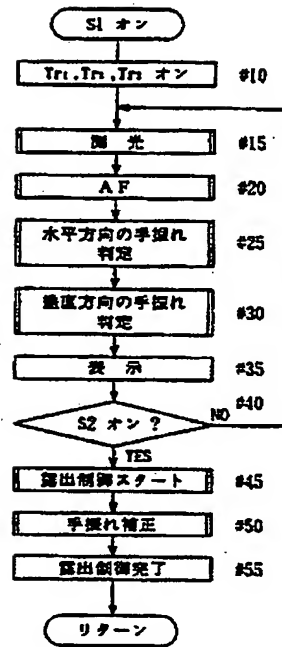 S1 オン
Tr1,Tr2,Tr3 オン #10
測光 #15
AF #20
水平方向の手振れ
判定 #25
垂直方向の手振れ
判定 #30
表示 #35
#40
S2 オン? NO
YES
露出制御スタート #45
手振れ補正 #50
露出制御完了 #55
リターン